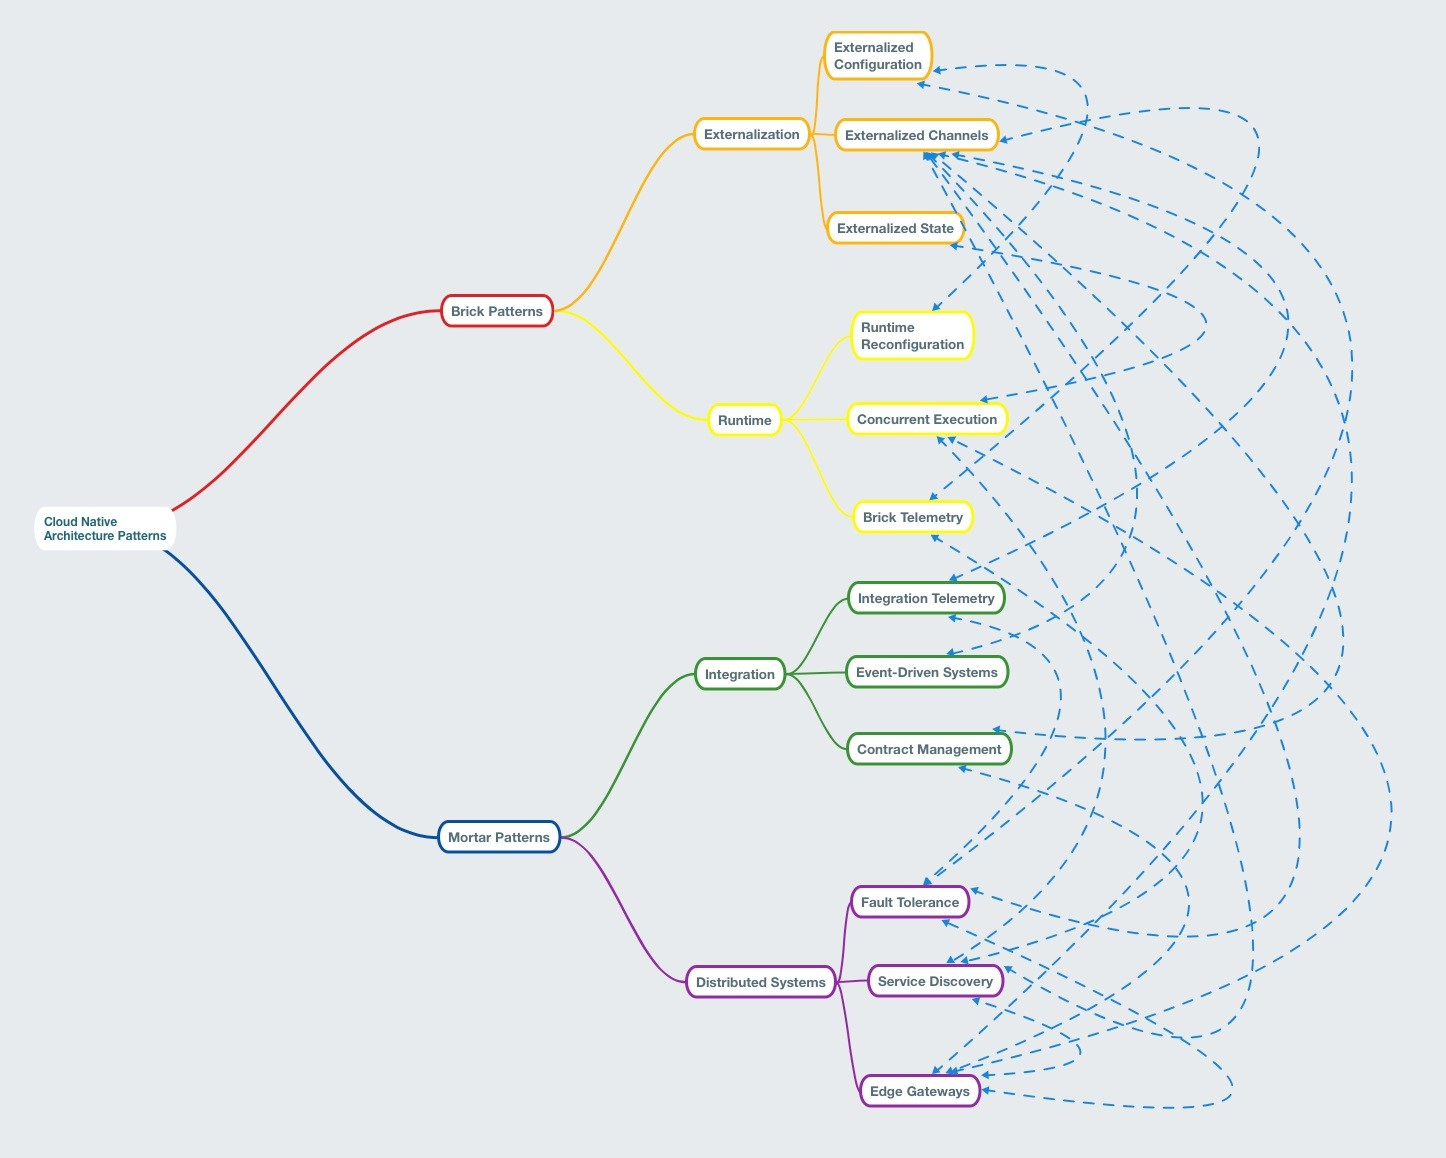 Cloud Native
Architecture Patterns
Brick Patterns
Externalization
Externalized
Configuration
Externalized Channels
Externalized State
Runtime
Runtime
Reconfiguration
Concurrent Execution
Brick Telemetry
Mortar Patterns
Integration
Integration Telemetry
Event-Driven Systems
Contract Management
Distributed Systems
Fault Tolerance
Service Discovery
Edge Gateways